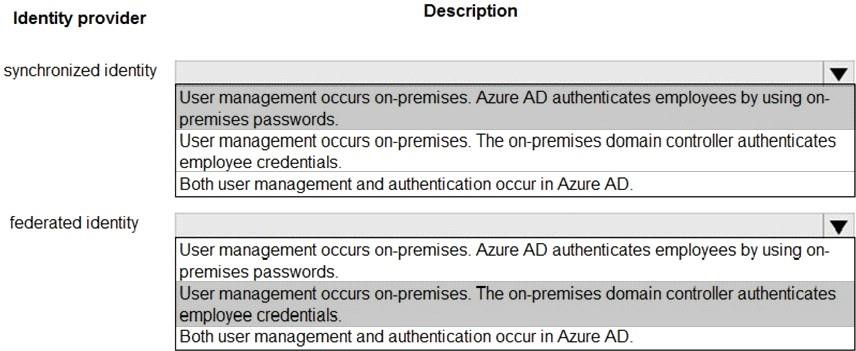 Identity provider
Description
synchronized identity
User management occurs on-premises. Azure AD authenticates employees by using on-
premises passwords.
User management occurs on-premises. The on-premises domain controller authenticates
employee credentials.
Both user management and authentication occur in Azure AD.
federated identity
User management occurs on-premises. Azure AD authenticates employees by using on-
premises passwords.
User management occurs on-premises. The on-premises domain controller authenticates
employee credentials.
Both user management and authentication occur in Azure AD.